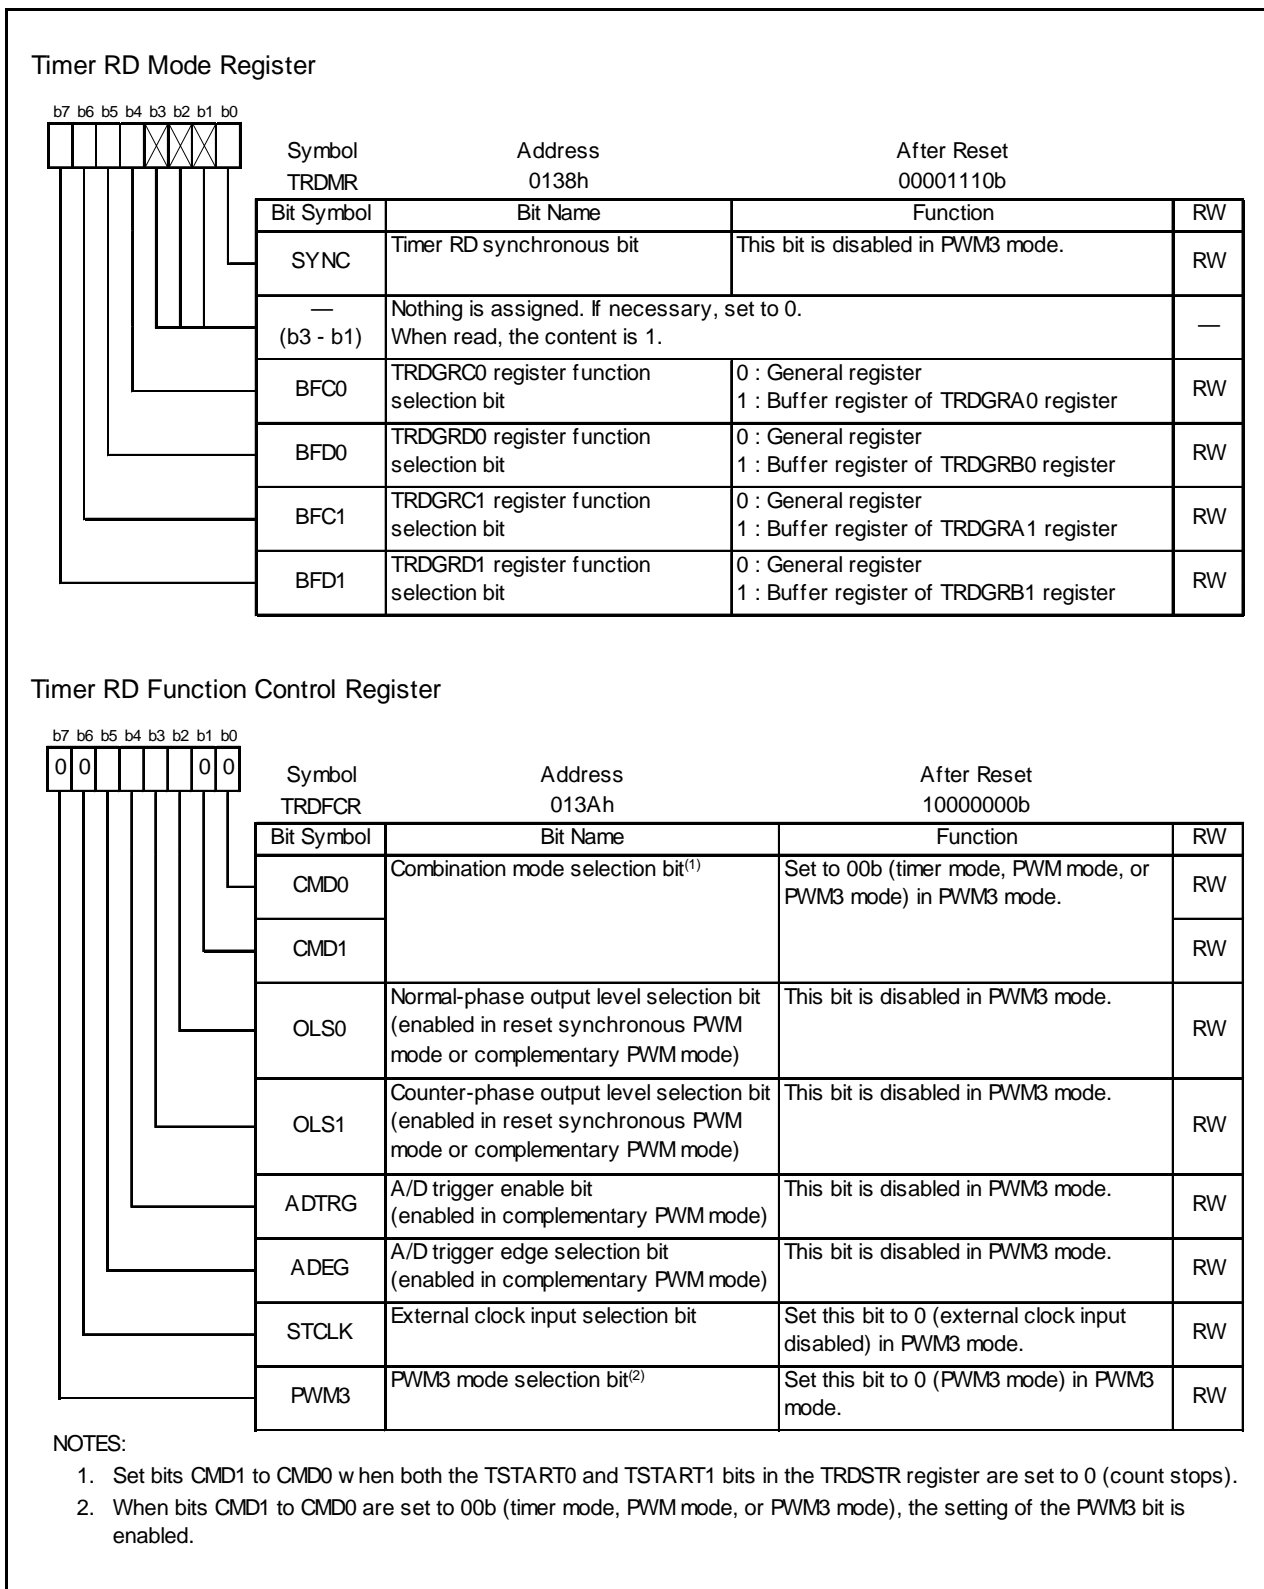 Timer RD Mode Register
b7 b6 b5 b4 b3 b2 b1 b0
Symbol Address After Reset
TRDMR 0138h 00001110b
Bit Symbol Bit Name Function RW
SYNC Timer RD synchronous bit This bit is disabled in PWM3 mode. RW
— Nothing is assigned. If necessary, set to 0.
(b3 - b1) When read, the content is 1. —
BFC0 TRDGRC0 register function 0 : General register RW
selection bit 1 : Buffer register of TRDGRA0 register
BFD0 TRDGRD0 register function 0 : General register RW
selection bit 1 : Buffer register of TRDGRB0 register
BFC1 TRDGRC1 register function 0 : General register RW
selection bit 1 : Buffer register of TRDGRA1 register
BFD1 TRDGRD1 register function 0 : General register RW
selection bit 1 : Buffer register of TRDGRB1 register
Timer RD Function Control Register
b7 b6 b5 b4 b3 b2 b1 b0
0 0 0 0
Symbol Address After Reset
TRDFCR 013Ah 10000000b
Bit Symbol Bit Name Function RW
CMD0 Combination mode selection bit(1) Set to 00b (timer mode, PWM mode, or RW
PWM3 mode) in PWM3 mode.
CMD1 RW
Normal-phase output level selection bit This bit is disabled in PWM3 mode.
OLS0 (enabled in reset synchronous PWM RW
mode or complementary PWM mode)
Counter-phase output level selection bit This bit is disabled in PWM3 mode.
OLS1 (enabled in reset synchronous PWM RW
mode or complementary PWM mode)
ADTRG A/D trigger enable bit This bit is disabled in PWM3 mode. RW
(enabled in complementary PWM mode)
ADEG A/D trigger edge selection bit This bit is disabled in PWM3 mode. RW
(enabled in complementary PWM mode)
STCLK External clock input selection bit Set this bit to 0 (external clock input RW
disabled) in PWM3 mode.
PWM3 PWM3 mode selection bit(2) Set this bit to 0 (PWM3 mode) in PWM3 RW
mode.
NOTES:
1. Set bits CMD1 to CMD0 when both the TSTART0 and TSTART1 bits in the TRDSTR register are set to 0 (count stops).
2. When bits CMD1 to CMD0 are set to 00b (timer mode, PWM mode, or PWM3 mode), the setting of the PWM3 bit is
enabled.